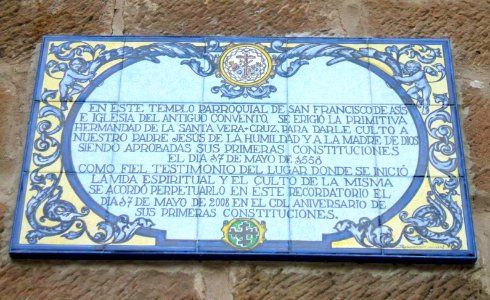 EN ESTE TEMPLO PARROQUIAL DE SAN FRANCISCO DE ASIS
E IGLESIA DEL ANTIGUO CONVENTO, SE ERIGIO LA PRIMITIVA
HERMANDAD DE LA SANTA VERA+CRUZ, PARA DARLE CULTO A
NUESTRO PADRE JESÚS DE LA HUMILDAD Y A LA MADRE DE DIOS
SIENDO APROBADAS SUS PRIMERAS CONSTITUCIONES
EL DIA 17 DE MAYO DE 1558
COMO FIEL TESTIMONIO DEL LUGAR DONDE SE INICIÓ
LA VIDA ESPIRITUAL Y EL CULTO DE LA MISMA
SE ACORDÓ PERPETUARLO EN ESTE RECORDATORIO EL
DIA 17 DE MAYO DE 2008 EN EL CDL ANIVERSARIO DE
SUS PRIMERAS CONSTITUCIONES.